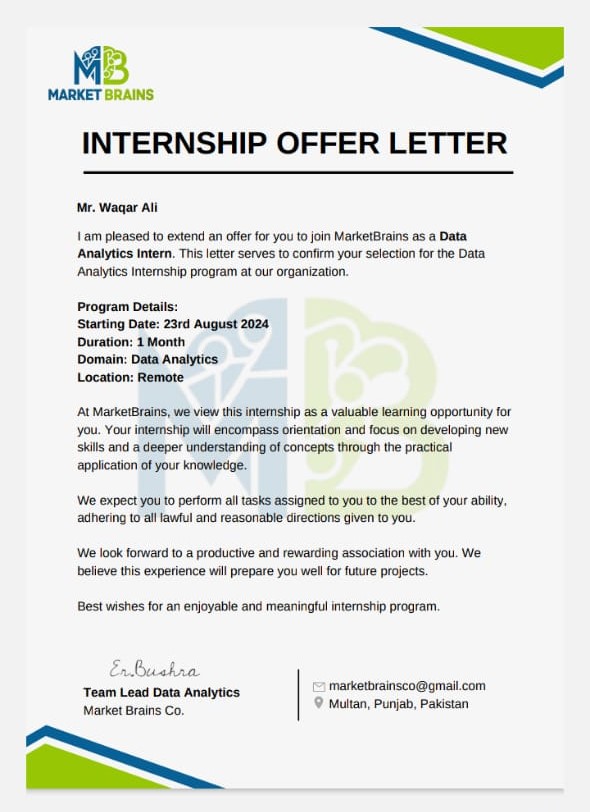 MB
MARKET BRAINS
INTERNSHIP OFFER LETTER
Mr. Waqar Ali
I am pleased to extend an offer for you to join MarketBrains as a Data
Analytics Intern. This letter serves to confirm your selection for the Data
Analytics Internship program at our organization.
Program Details:
Starting Date: 23rd August 2024
Duration: 1 Month
Domain: Data Analytics
Location: Remote
At MarketBrains, we view this internship as a valuable learning opportunity for
you. Your internship will encompass orientation and focus on developing new
skills and a deeper understanding of concepts through the practical
application of your knowledge.
We expect you to perform all tasks assigned to you to the best of your ability,
adhering to all lawful and reasonable directions given to you.
We look forward to a productive and rewarding association with you. We
believe this experience will prepare you well for future projects.
Best wishes for an enjoyable and meaningful internship program.
Er.Bushra
Team Lead Data Analytics
Market Brains Co.
marketbrainsco@gmail.com
Multan, Punjab, Pakistan